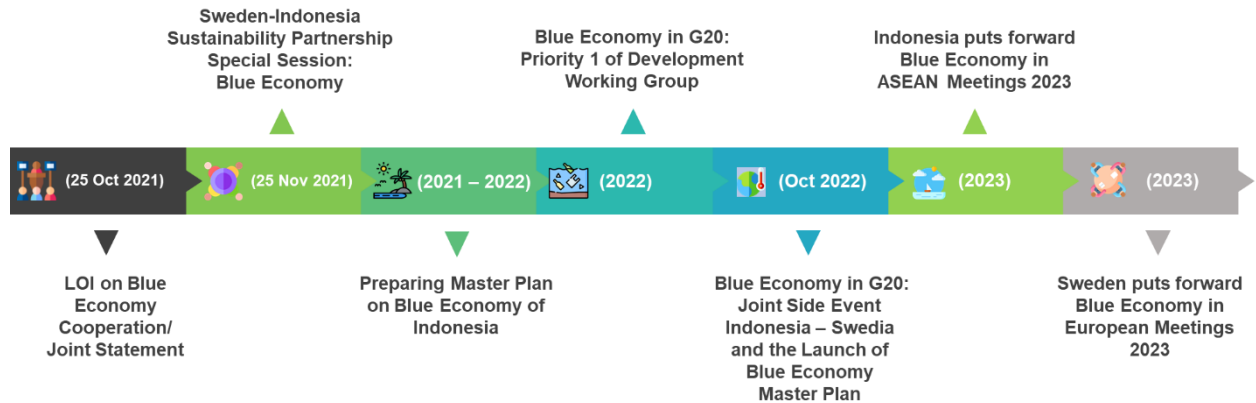 Sweden-Indonesia
Sustainability Partnership
Special Session:
Blue Economy
Blue Economy in G20:
Priority 1 of Development
Working Group
Indonesia puts forward
Blue Economy in
ASEAN Meetings 2023
(25 Oct 2021)
(25 Nov 2021)
(2021 – 2022)
(2022)
(Oct 2022)
(2023)
(2023)
LOI on Blue
Economy
Cooperation/
Joint Statement
Preparing Master Plan
on Blue Economy of
Indonesia
Blue Economy in G20:
Joint Side Event
Indonesia – Swedia
and the Launch of
Blue Economy
Master Plan
Sweden puts forward
Blue Economy in
European Meetings
2023